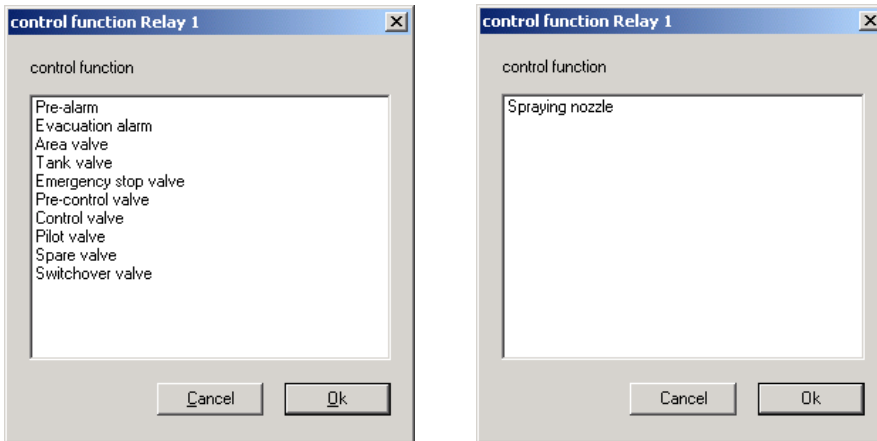 control function Relay 1
control function
Pre-alarm
Evacuation alarm
Area valve
Tank valve
Emergency stop valve
Pre-control valve
Control valve
Pilot valve
Spare valve
Switchover valve
Cancel
Ok
control function Relay 1
control function
Spraying nozzle
Cancel
Ok